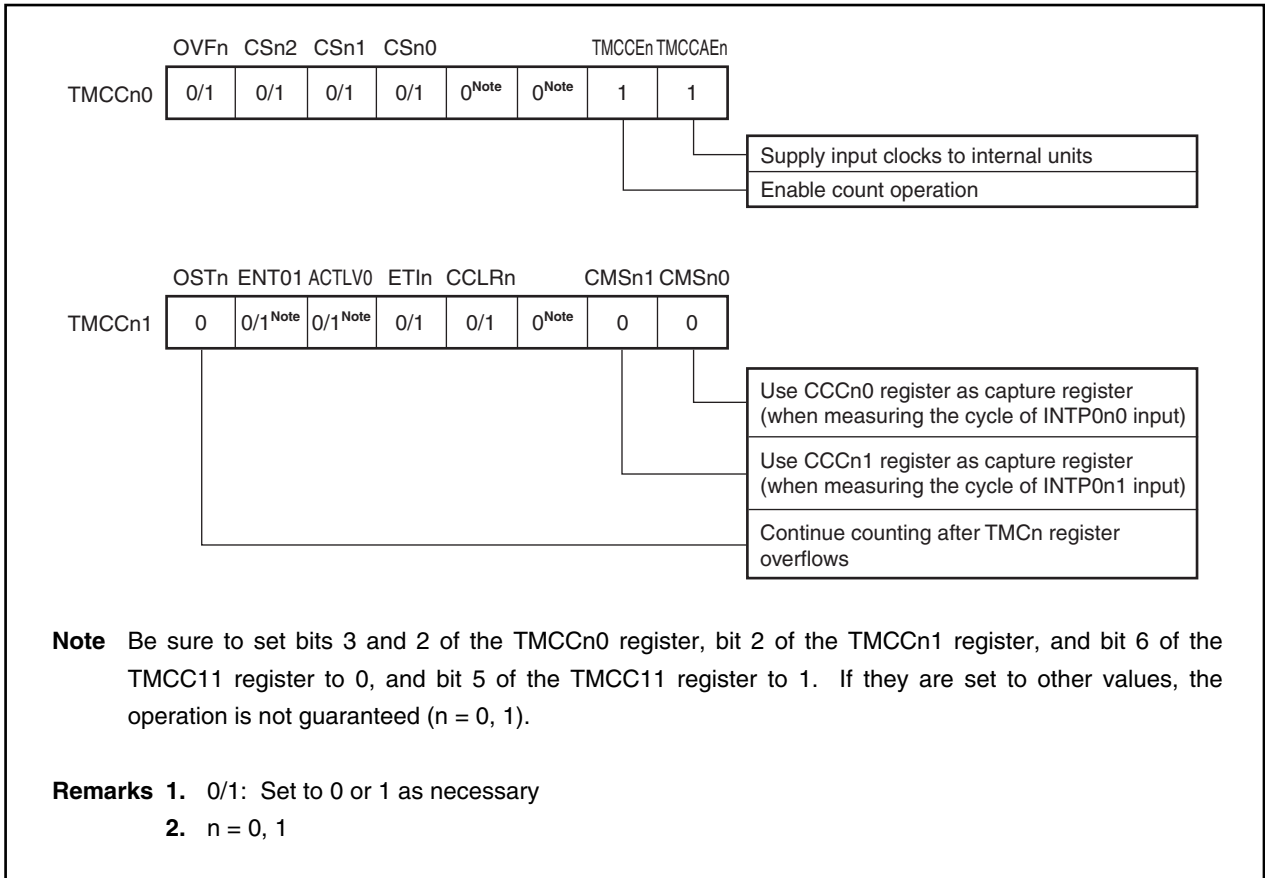 OVFn CSn2 CSn1 CSn0 TMCCEn TMCCAEn
TMCCn0 0/1 0/1 0/1 0/1 0Note 0Note 1 1
Supply input clocks to internal units
Enable count operation
OSTn ENT01 ACTLV0 ETIn CCLRn CMSn1 CMSn0
TMCCn1 0 0/1Note 0/1Note 0/1 0/1 0Note 0 0
Use CCCn0 register as capture register
(when measuring the cycle of INTP0n0 input)
Use CCCn1 register as capture register
(when measuring the cycle of INTP0n1 input)
Continue counting after TMCn register
overflows
Note Be sure to set bits 3 and 2 of the TMCCn0 register, bit 2 of the TMCCn1 register, and bit 6 of the
TMCC11 register to 0, and bit 5 of the TMCC11 register to 1. If they are set to other values, the
operation is not guaranteed (n = 0, 1).
Remarks 1. 0/1: Set to 0 or 1 as necessary
2. n = 0, 1